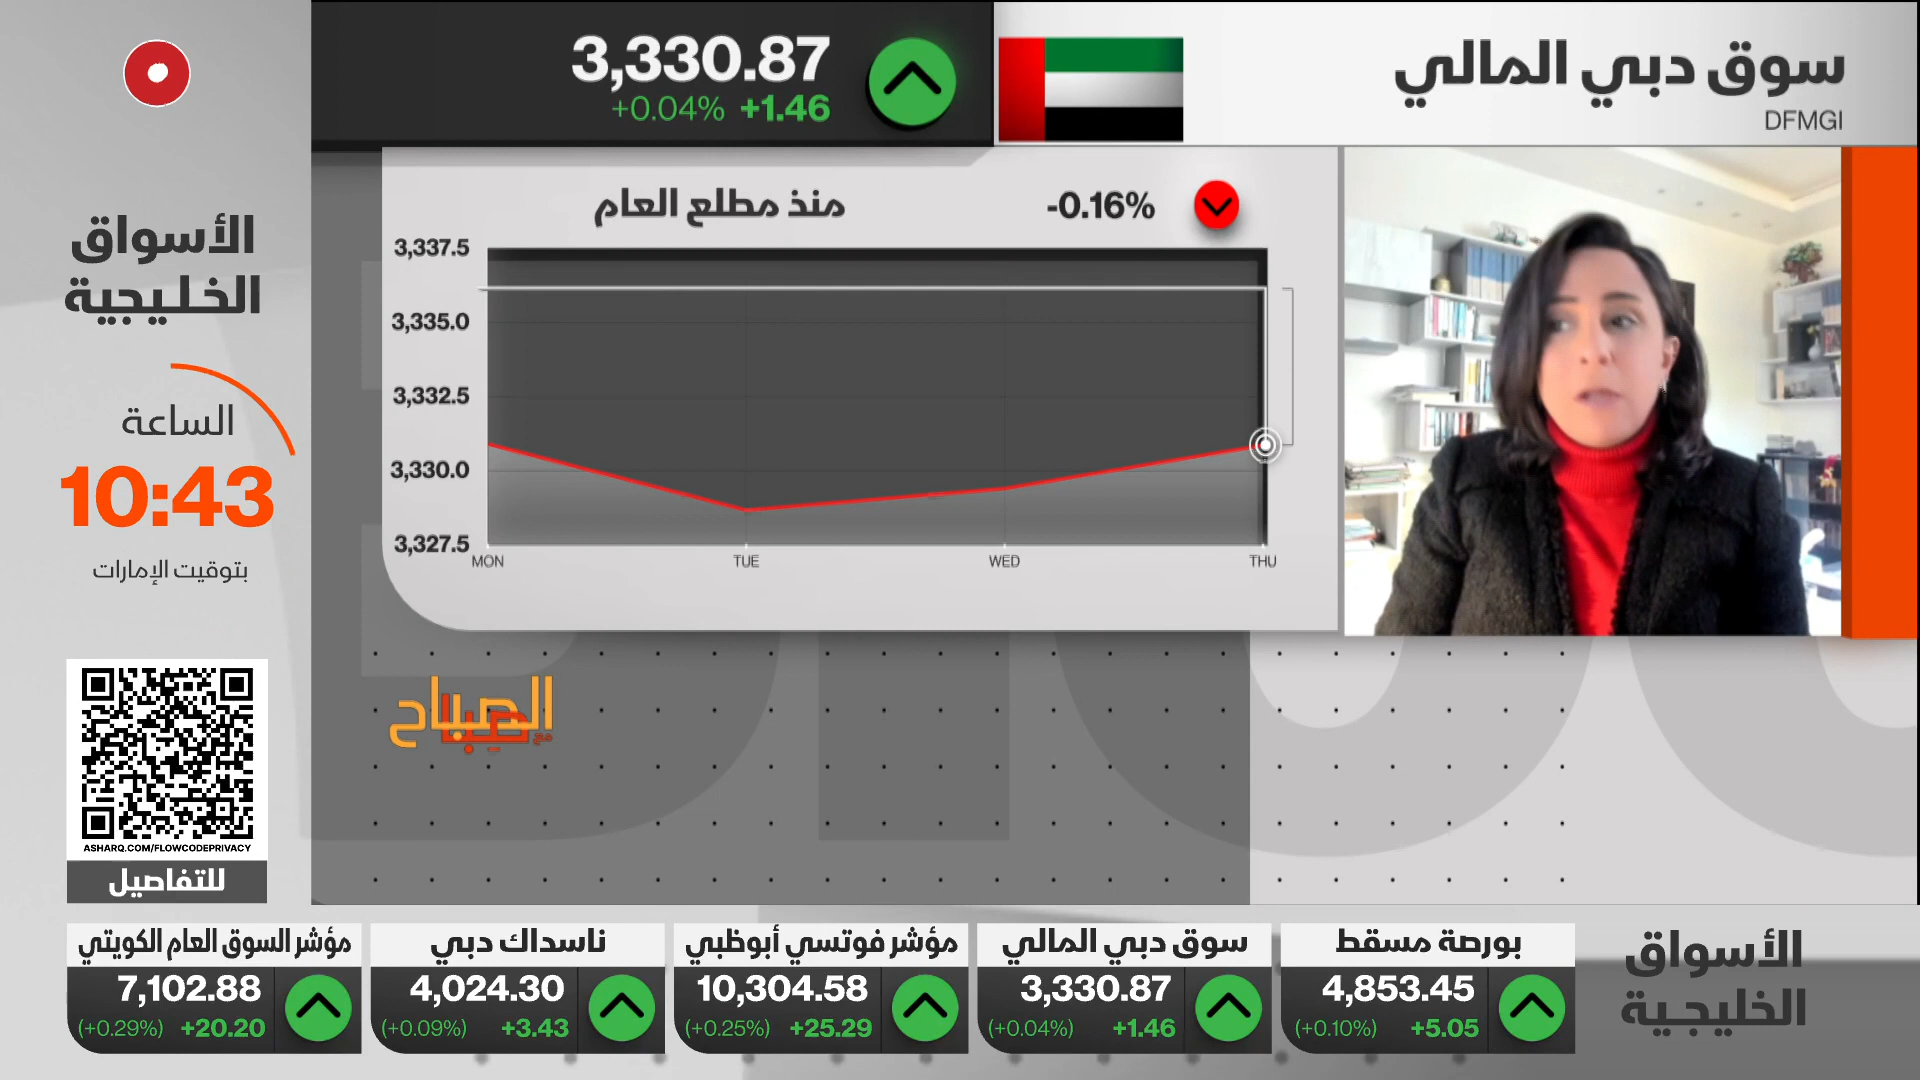 سوق دبي المالي
DFMGI
3,330.87
+0.04% +1.46
منذ مطلع العام
-0.16%
3,337.5
3,335.0
3,332.5
3,330.0
3,327.5
MON TUE WED THU
الأسواق
الخليجية
الساعة
10:43
بتوقيت الإمارات
ASHARQ.COM/FLOWCODEPRIVACY
للتفاصيل
الصباح
مع صبا
الأسواق
الخليجية
بورصة مسقط
4,853.45
(+0.10%) +5.05
سوق دبي المالي
3,330.87
(+0.04%) +1.46
مؤشر فوتسي أبوظبي
10,304.58
(+0.25%) +25.29
ناسداك دبي
4,024.30
(+0.09%) +3.43
مؤشر السوق العام الكويتي
7,102.88
(+0.29%) +20.20